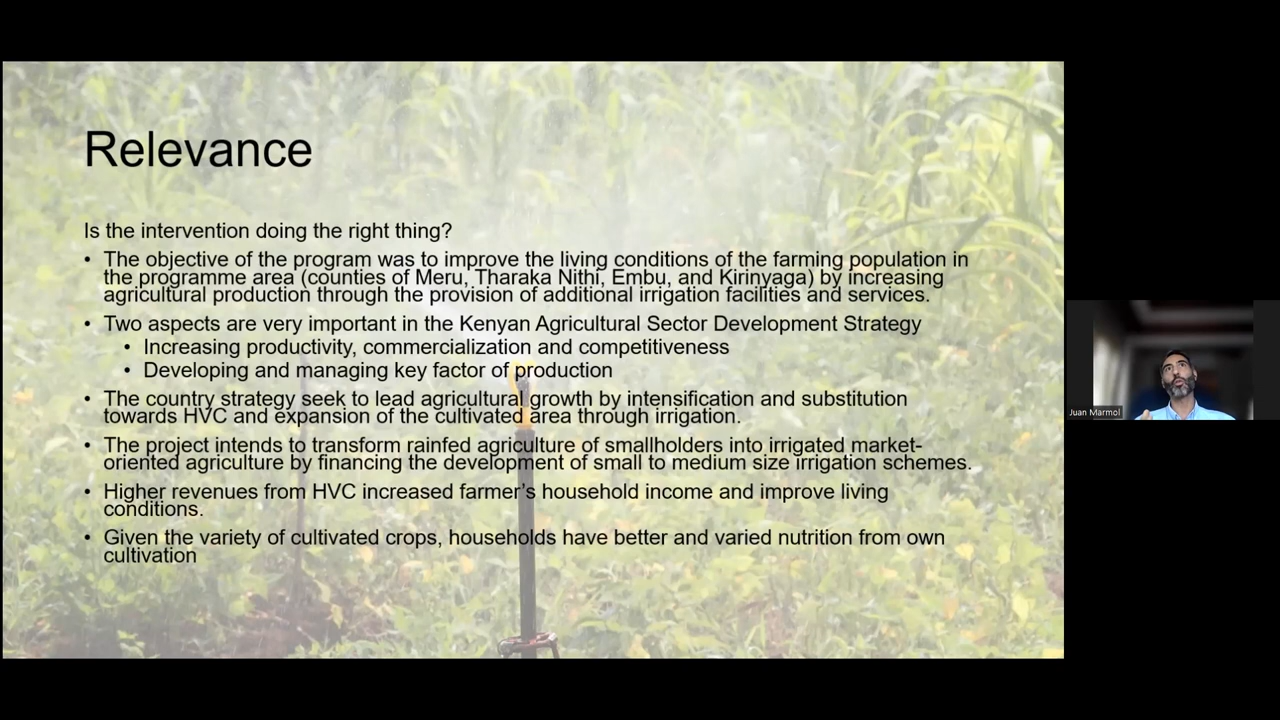 Relevance
Is the intervention doing the right thing?
• The objective of the program was to improve the living conditions of the farming population in
the programme area (counties of Meru, Tharaka Nithi, Embu, and Kirinyaga) by increasing
agricultural production through the provision of additional irrigation facilities and services.
• Two aspects are very important in the Kenyan Agricultural Sector Development Strategy
• Increasing productivity, commercialization and competitiveness
• Developing and managing key factor of production
• The country strategy seek to lead agricultural growth by intensification and substitution
towards HVC and expansion of the cultivated area through irrigation.
• The project intends to transform rainfed agriculture of smallholders into irrigated market-
oriented agriculture by financing the development of small to medium size irrigation schemes.
• Higher revenues from HVC increased farmer's household income and improve living
conditions.
• Given the variety of cultivated crops, households have better and varied nutrition from own
cultivation
Juan Marmol